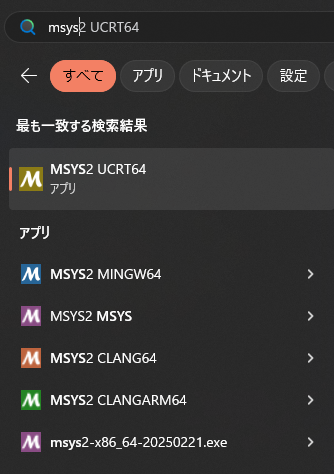 msys2 UCRT64
すべて アプリ ドキュメント 設定
最も一致する検索結果
MSYS2 UCRT64
アプリ
アプリ
MSYS2 MINGW64
MSYS2 MSYS
MSYS2 CLANG64
MSYS2 CLANGARM64
msys2-x86_64-20250221.exe